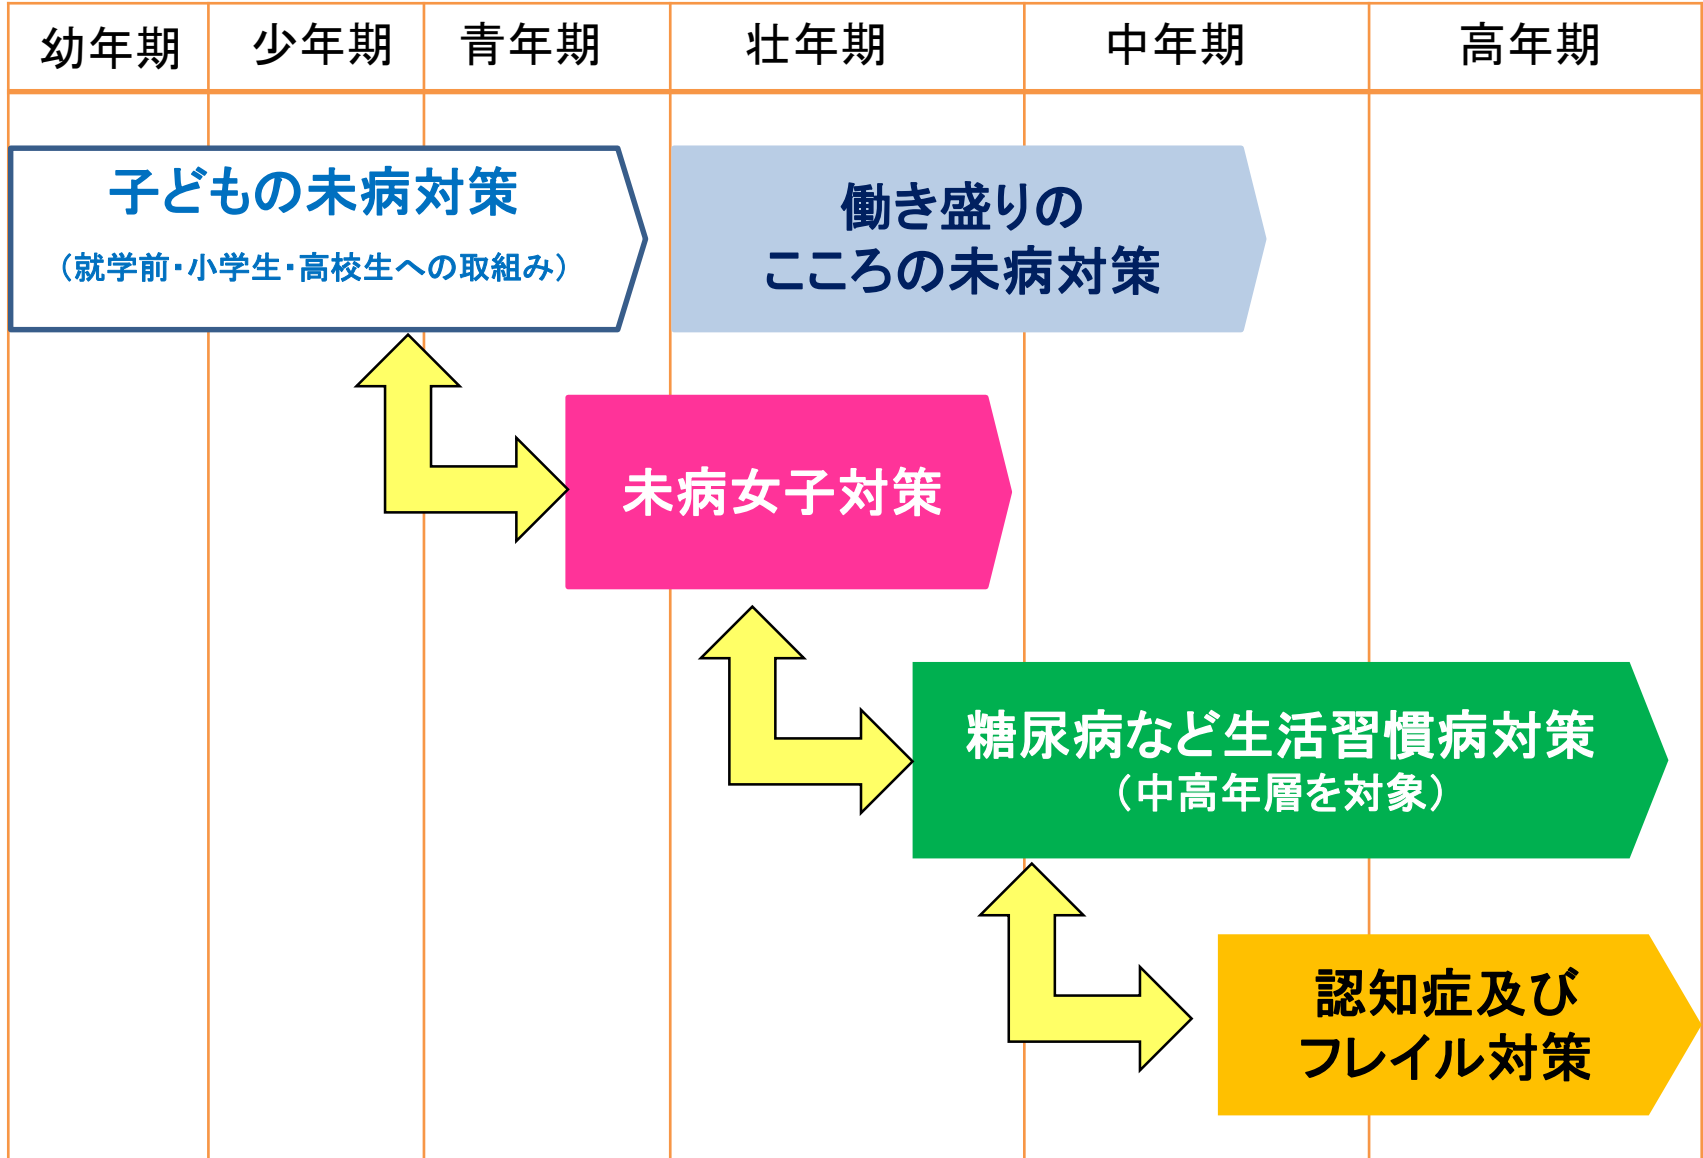 幼年期 少年期 青年期 壮年期 中年期 高年期
子どもの未病対策
（就学前・小学生・高校生への取組み）
働き盛りの
こころの未病対策
未病女子対策
糖尿病など生活習慣病対策
（中高年層を対象）
認知症及び
フレイル対策